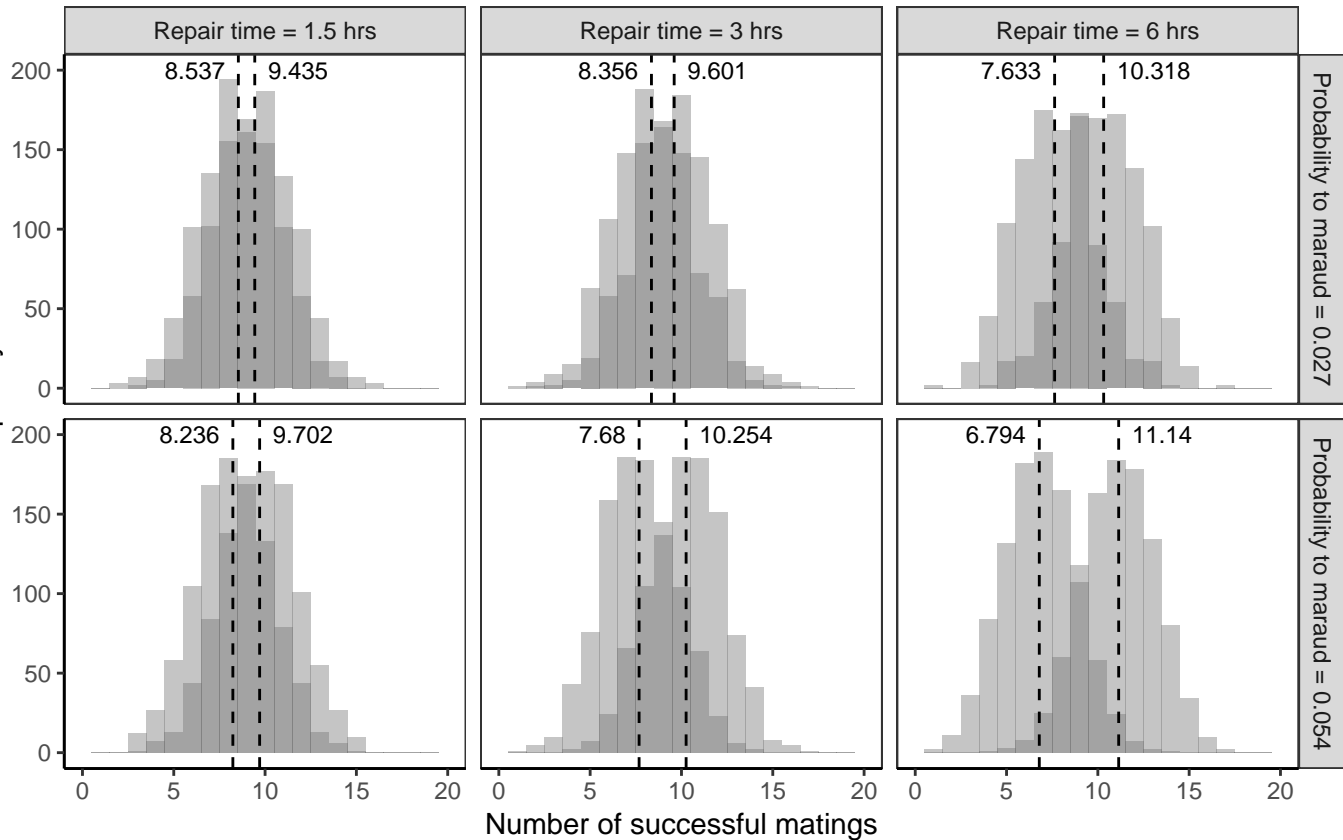 Repair time = 1.5 hrs
Repair time = 3 hrs
Repair time = 6 hrs
8.537 9.435
8.356 9.601
7.633 10.318
200
150
100
50
0
Probability to maraud = 0.027
8.236 9.702
7.68 10.254
6.794 11.14
200
150
100
50
0
Probability to maraud = 0.054
0 5 10 15 20
0 5 10 15 20
0 5 10 15 20
Number of successful matings